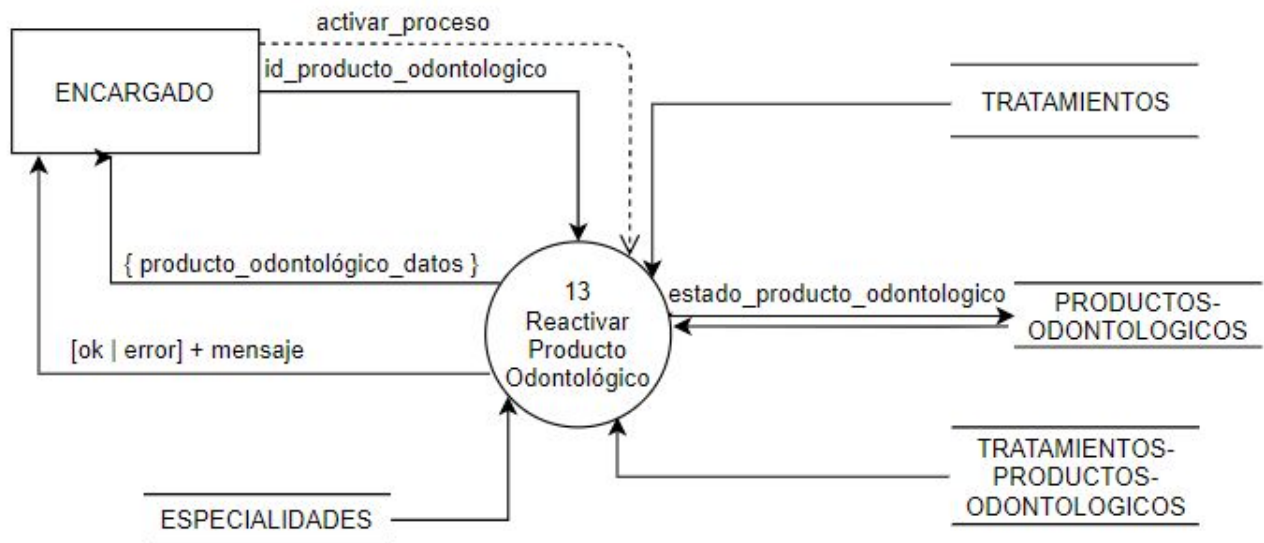 activar_proceso
ENCARGADO
id_producto_odontologico
TRATAMIENTOS
{ producto_odontológico_datos }
13
Reactivar
Producto
Odontológico
estado_producto_odontologico
PRODUCTOS-
ODONTOLOGICOS
[ok | error] + mensaje
TRATAMIENTOS-
PRODUCTOS-
ODONTOLOGICOS
ESPECIALIDADES